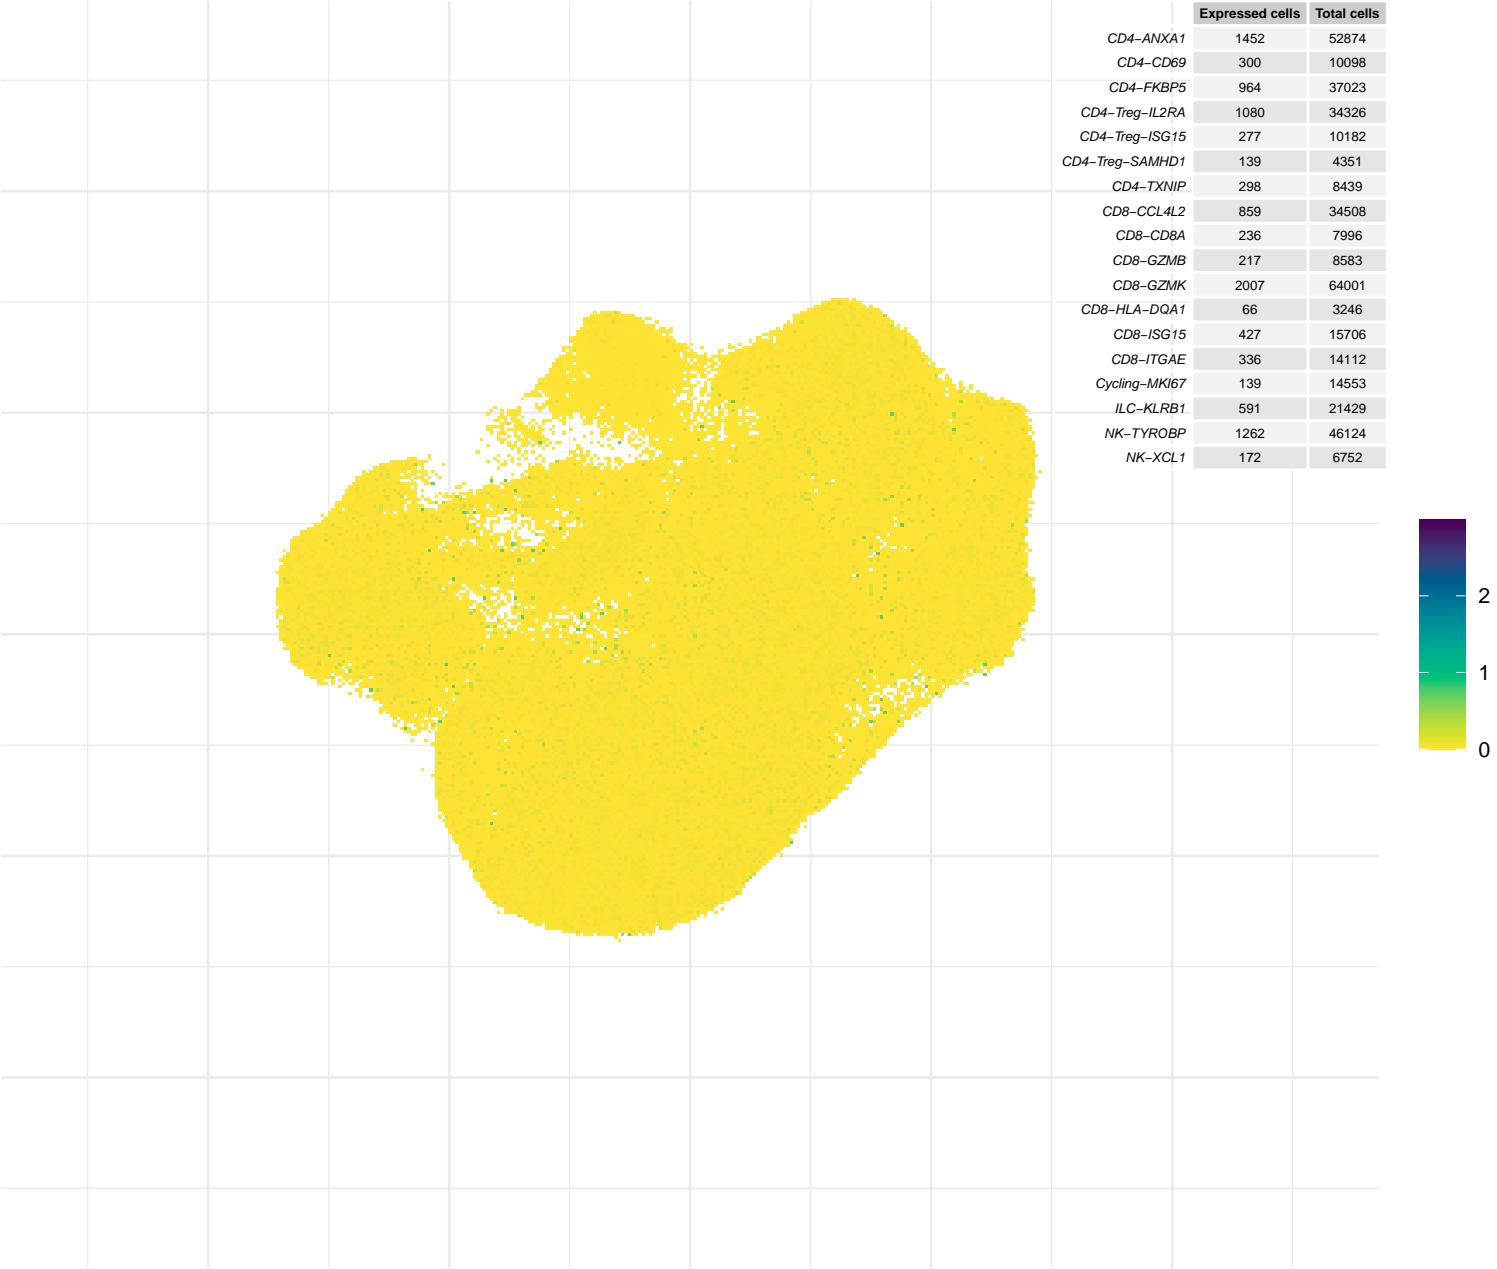 Expressed cells Total cells
CD4−ANXA1 1452 52874
CD4−CD69 300 10098
CD4−FKBP5 964 37023
CD4−Treg−IL2RA 1080 34326
CD4−Treg−ISG15 277 10182
CD4−Treg−SAMHD1 139 4351
CD4−TXNIP 298 8439
CD8−CCL4L2 859 34508
CD8−CD8A 236 7996
CD8−GZMB 217 8583
CD8−GZMK 2007 64001
CD8−HLA−DQA1 66 3246
CD8−ISG15 427 15706
CD8−ITGAE 336 14112
Cycling−MKI67 139 14553
ILC−KLRB1 591 21429
NK−TYROBP 1262 46124
NK−XCL1 172 6752
2
1
0